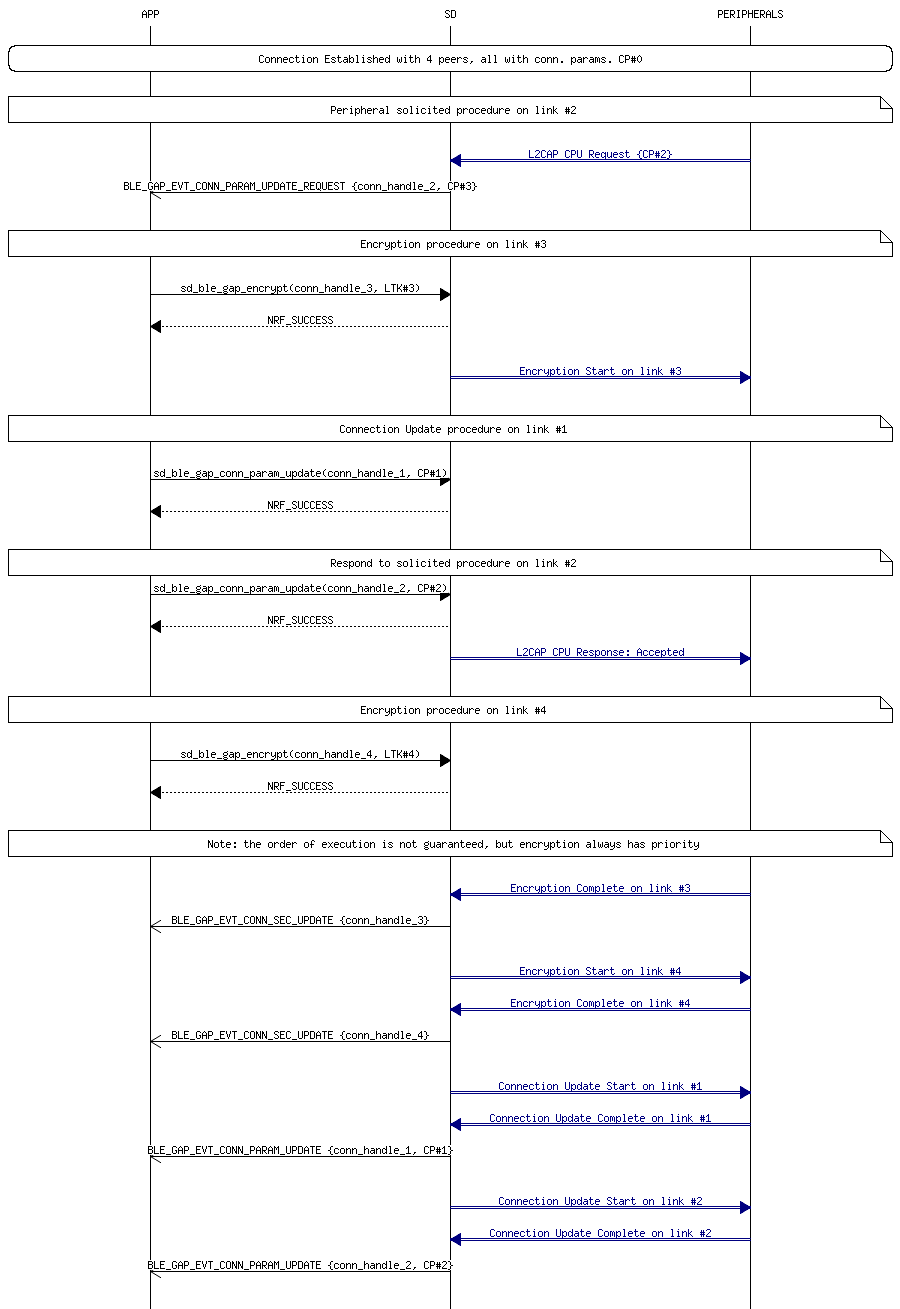 APP SD PERIPHERALS
Connection Established with 4 peers, all with conn. params. CP#0
Peripheral solicited procedure on link #2
L2CAP CPU Request {CP#2}
BLE_GAP_EVT_CONN_PARAM_UPDATE_REQUEST {conn_handle_2, CP#3}
Encryption procedure on link #3
sd_ble_gap_encrypt(conn_handle_3, LTK#3)
NRF_SUCCESS
Encryption Start on link #3
Connection Update procedure on link #1
sd_ble_gap_conn_param_update(conn_handle_1, CP#1)
NRF_SUCCESS
Respond to solicited procedure on link #2
sd_ble_gap_conn_param_update(conn_handle_2, CP#2)
NRF_SUCCESS
L2CAP CPU Response: Accepted
Encryption procedure on link #4
sd_ble_gap_encrypt(conn_handle_4, LTK#4)
NRF_SUCCESS
Note: the order of execution is not guaranteed, but encryption always has priority
Encryption Complete on link #3
BLE_GAP_EVT_CONN_SEC_UPDATE {conn_handle_3}
Encryption Start on link #4
Encryption Complete on link #4
BLE_GAP_EVT_CONN_SEC_UPDATE {conn_handle_4}
Connection Update Start on link #1
Connection Update Complete on link #1
BLE_GAP_EVT_CONN_PARAM_UPDATE {conn_handle_1, CP#1}
Connection Update Start on link #2
Connection Update Complete on link #2
BLE_GAP_EVT_CONN_PARAM_UPDATE {conn_handle_2, CP#2}